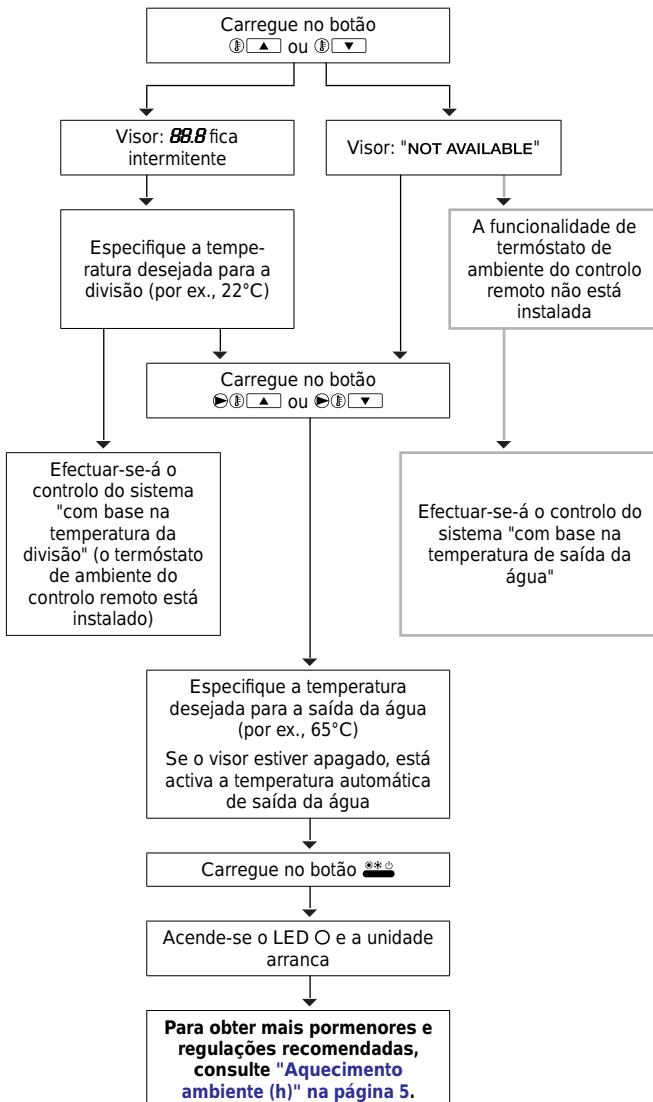 Carregue no botão
▲ ou ▼
Visor: 88.8 fica
intermitente
Visor: "NOT AVAILABLE"
Especifique a tempe-
ratura desejada para a
divisão (por ex., 22°C)
A funcionalidade de
termóstato de
ambiente do controlo
remoto não está
instalada
Carregue no botão
▲ ou ▼
Efectuar-se-á o
controlo do sistema
"com base na
temperatura da
divisão" (o termóstato
de ambiente do
controlo remoto está
instalado)
Efectuar-se-á o controlo do
sistema "com base na
temperatura de saída da
água"
Especifique a temperatura
desejada para a saída da água
(por ex., 65°C)
Se o visor estiver apagado, está
activa a temperatura automática
de saída da água
Carregue no botão
Acende-se o LED O e a unidade
arranca
Para obter mais pormenores e
regulações recomendadas,
consulte "Aquecimento
ambiente (h)" na página 5.